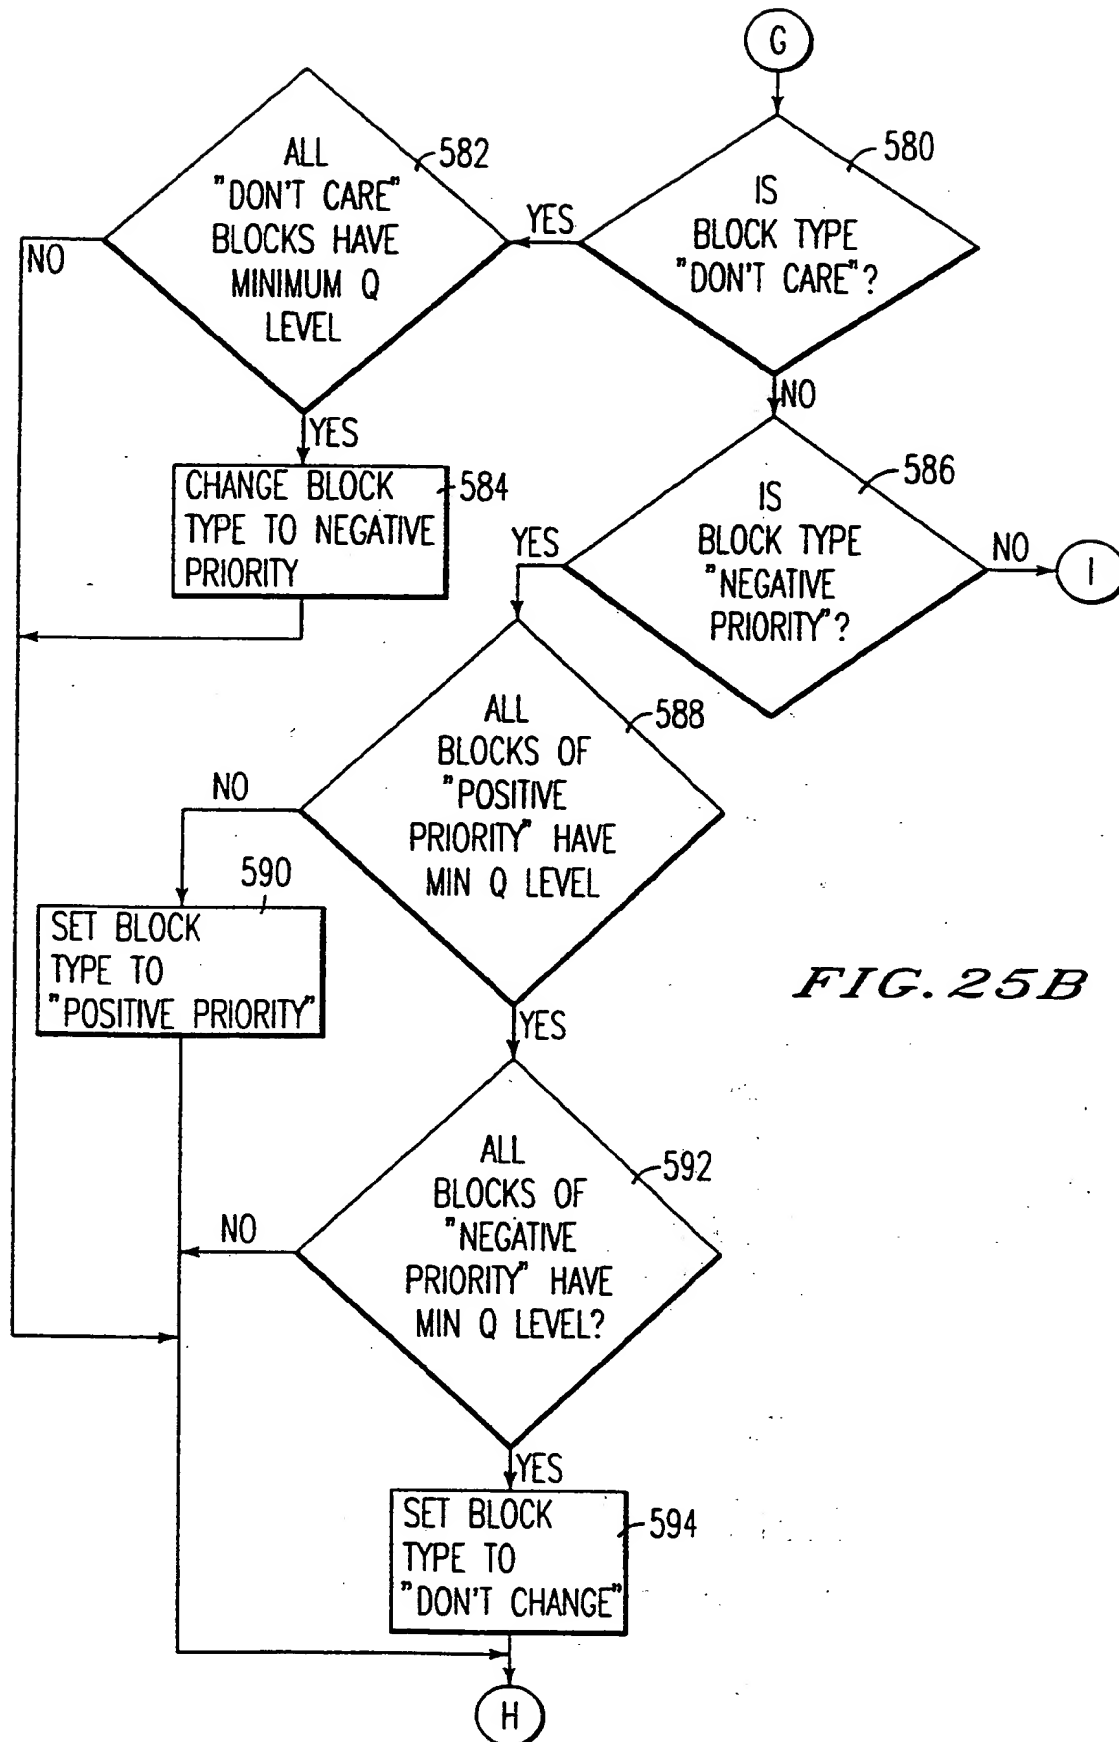 G
580
IS
BLOCK TYPE
"DON'T CARE"?
YES
NO
582
ALL
"DON'T CARE"
BLOCKS HAVE
MINIMUM Q
LEVEL
NO
YES
CHANGE BLOCK
TYPE TO NEGATIVE
PRIORITY
584
586
IS
BLOCK TYPE
"NEGATIVE
PRIORITY"?
YES
NO
I
588
ALL
BLOCKS OF
"POSITIVE
PRIORITY" HAVE
MIN Q LEVEL
NO
YES
590
SET BLOCK
TYPE TO
"POSITIVE PRIORITY"
592
ALL
BLOCKS OF
"NEGATIVE
PRIORITY" HAVE
MIN Q LEVEL?
NO
YES
SET BLOCK
TYPE TO
"DON'T CHANGE"
594
H
FIG. 25B